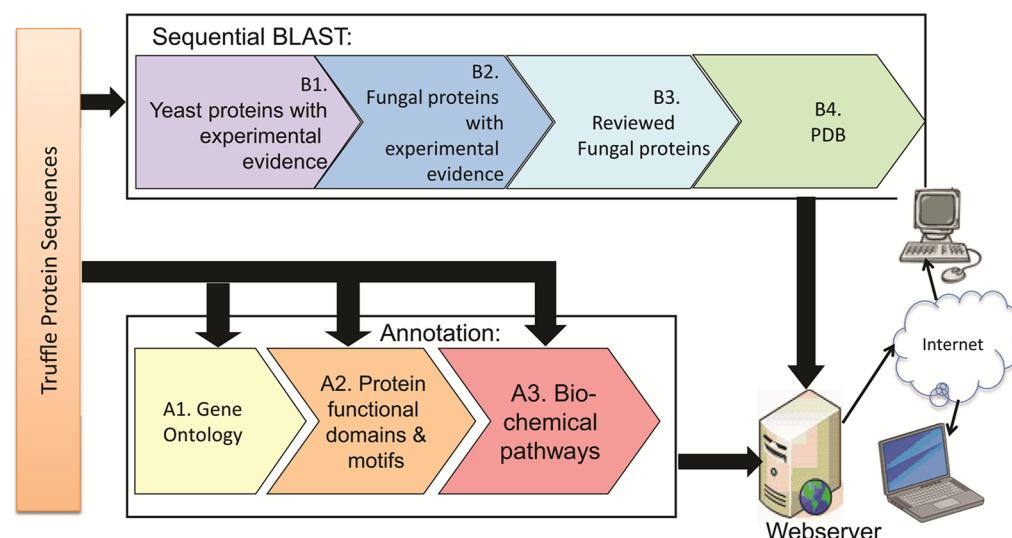 Truffle Protein Sequences
Sequential BLAST:
B1.
Yeast proteins with
experimental
evidence
B2.
Fungal proteins
with
experimental
evidence
B3.
Reviewed
Fungal proteins
B4.
PDB
Annotation:
A1. Gene
Ontology
A2. Protein
functional
domains &
motifs
A3. Bio-
chemical
pathways
Internet
Webserver